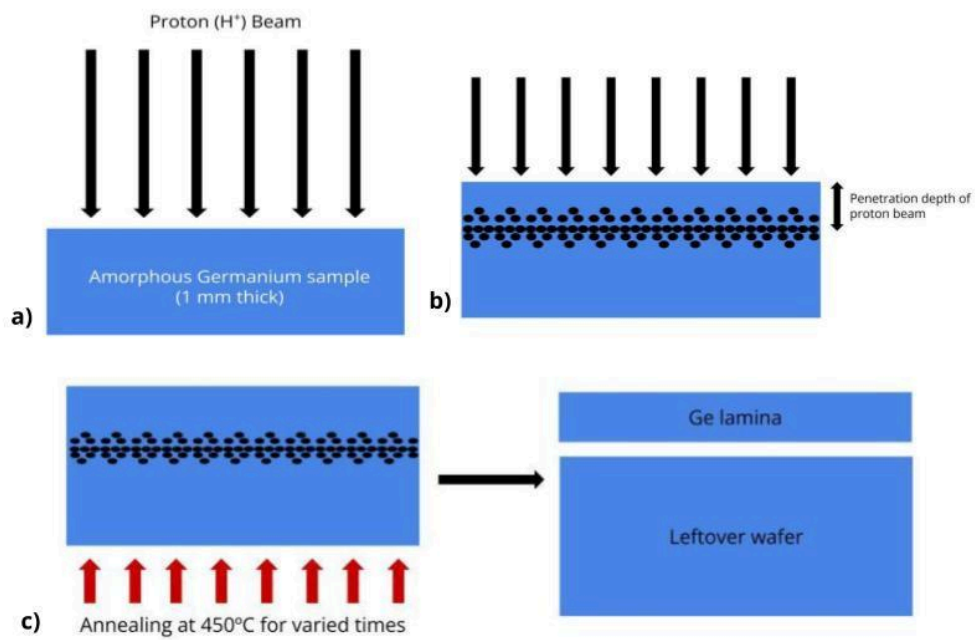 Proton (H⁺) Beam
Amorphous Germanium sample
(1 mm thick)
a)
Penetration depth of
proton beam
b)
Ge lamina
Leftover wafer
c)
Annealing at 450ºC for varied times